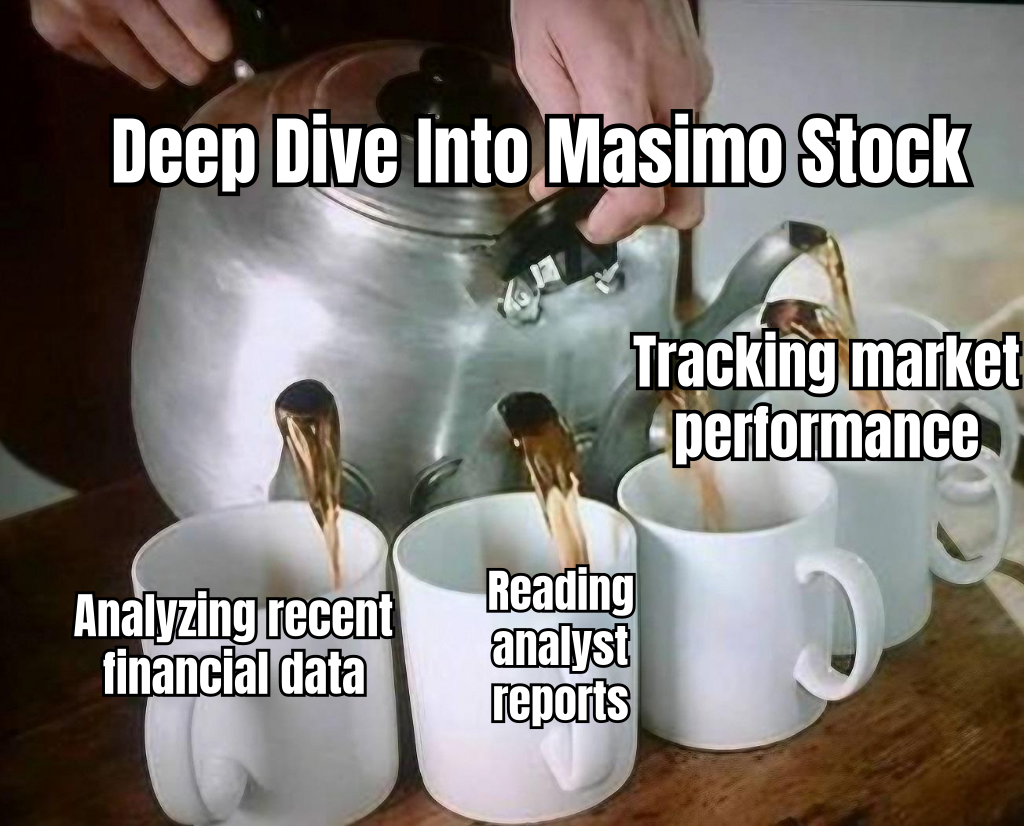 Deep Dive Into Masimo Stock
Tracking market
performance
Analyzing recent
financial data
Reading
analyst
reports